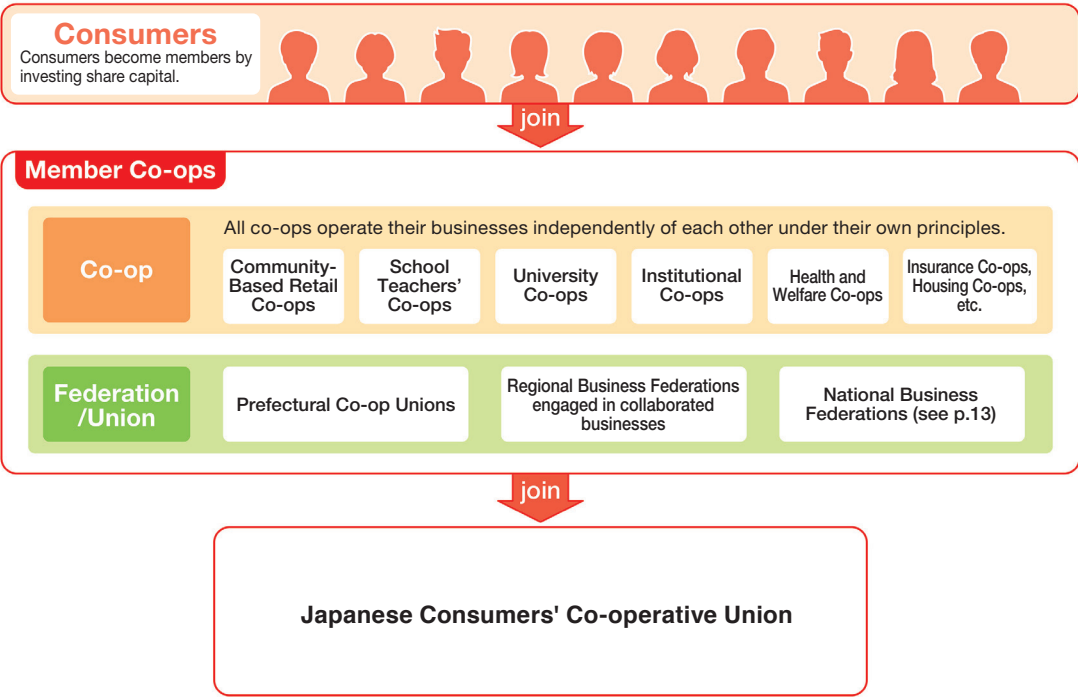 Consumers
Consumers become members by
investing share capital.
join
Member Co-ops
Co-op
All co-ops operate their businesses independently of each other under their own principles.
Community-
Based Retail
Co-ops
School
Teachers’
Co-ops
University
Co-ops
Institutional
Co-ops
Health and
Welfare Co-ops
Insurance Co-ops,
Housing Co-ops,
etc.
Federation
/Union
Prefectural Co-op Unions
Regional Business Federations
engaged in collaborated
businesses
National Business
Federations (see p.13)
join
Japanese Consumers' Co-operative Union